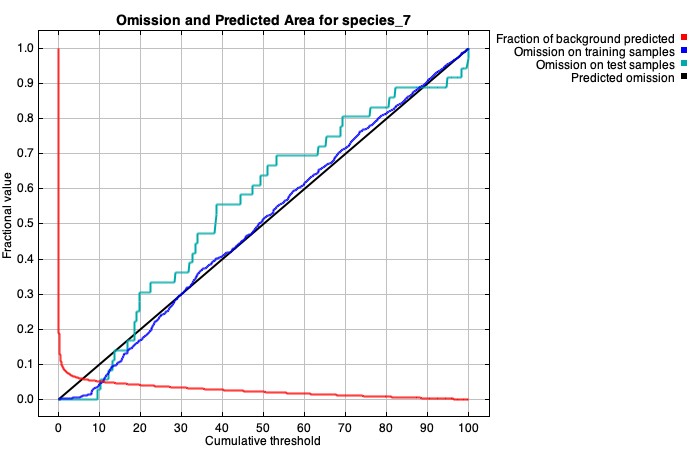 Omission and Predicted Area for species_7
Fraction of background predicted
Omission on training samples
Omission on test samples
Predicted omission
Fractional value
1.0
0.9
0.8
0.7
0.6
0.5
0.4
0.3
0.2
0.1
0.0
0 10 20 30 40 50 60 70 80 90 100
Cumulative threshold